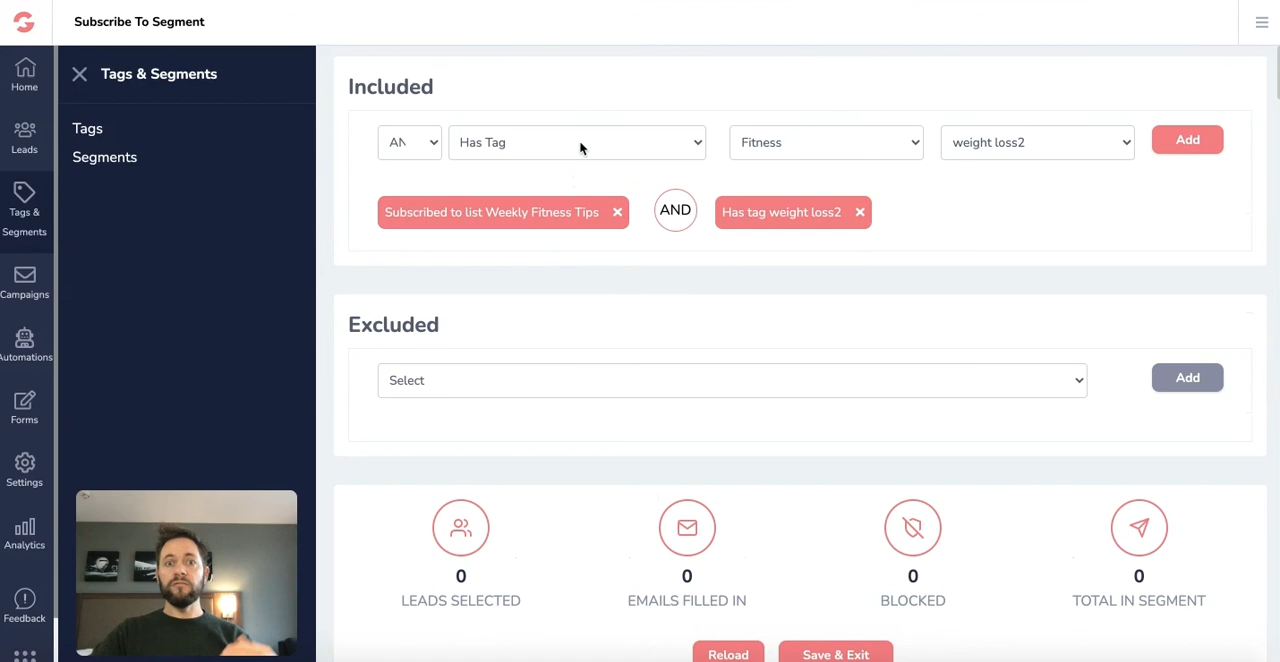 Subscribe To Segment
Home
Leads
Tags &
Segments
Campaigns
Automations
Forms
Settings
Analytics
Feedback
Tags & Segments
Tags
Segments
Included
AN Has Tag Fitness weight loss2 Add
Subscribed to list Weekly Fitness Tips AND Has tag weight loss2
Excluded
Select Add
0 0 0 0
LEADS SELECTED EMAILS FILLED IN BLOCKED TOTAL IN SEGMENT
Reload Save & Exit